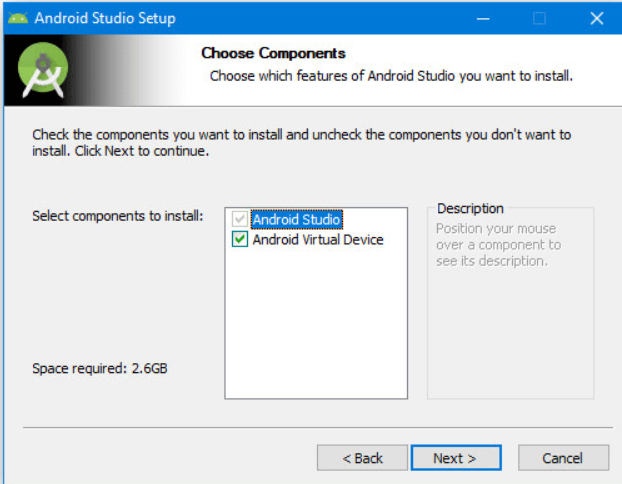 Android Studio Setup
Choose Components
Choose which features of Android Studio you want to install.
Check the components you want to install and uncheck the components you don't want to
install. Click Next to continue.
Select components to install:
Android Studio
Android Virtual Device
Description
Position your mouse
over a component to
see its description.
Space required: 2.6GB
< Back
Next >
Cancel